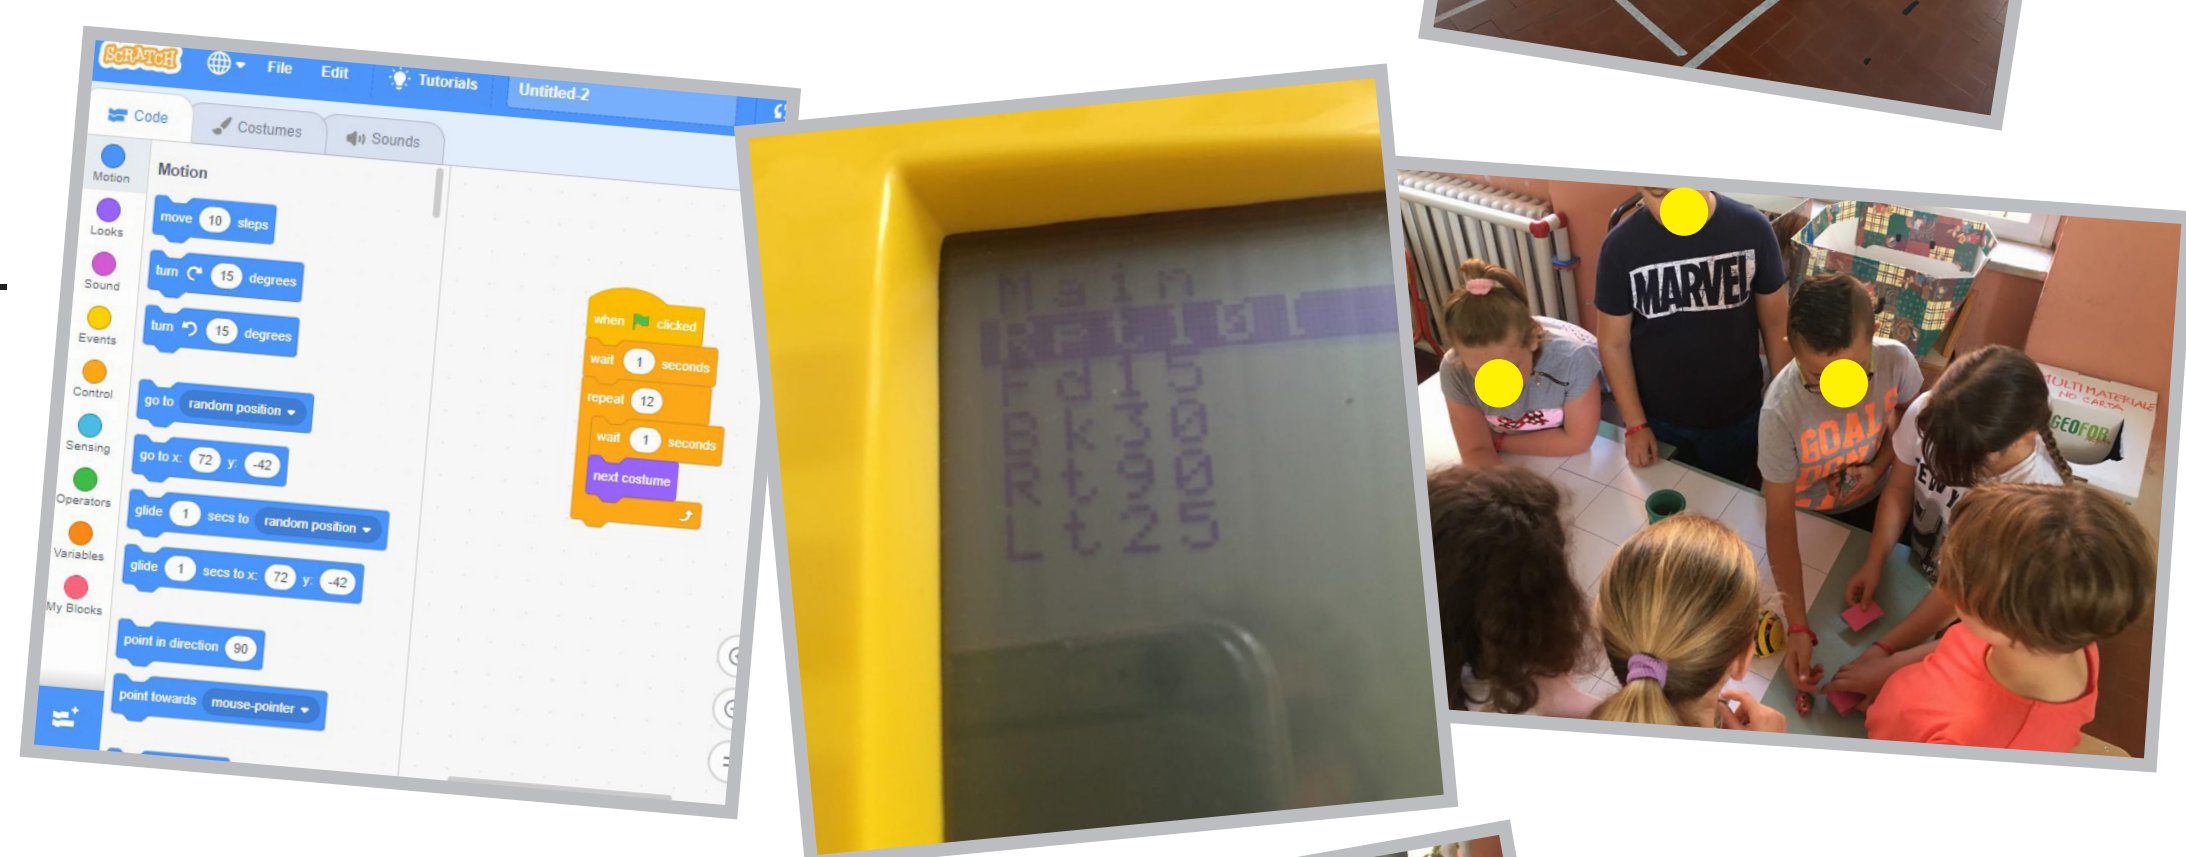 SCRATCH File Edit Tutorials Untitled-2
Code Costumes Sounds
Motion
Looks
Sound
Events
Control
Sensing
Operators
Variables
My Blocks
Motion
move 10 steps
turn 15 degrees
turn 15 degrees
go to random position
go to x: 72 y: -42
glide 1 secs to random position
glide 1 secs to x: 72 y: -42
point in direction 90
point towards mouse-pointer
when clicked
wait 1 seconds
repeat 12
wait 1 seconds
next costume
Main
Fd15
Bk30
Rt90
Lt25
MARVEL
GOAL
MULTIMATERIALE
NO CARTA
GEOFOR